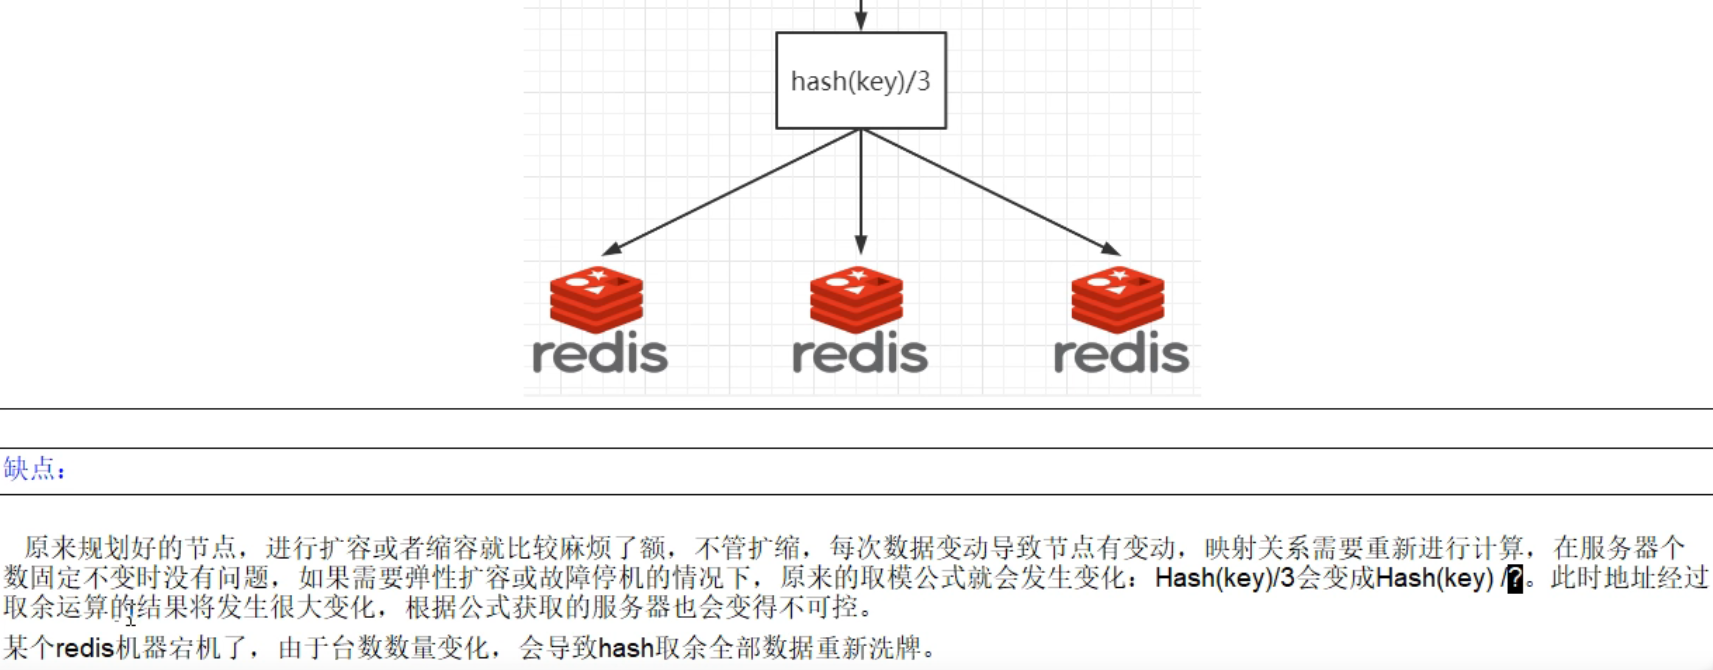 hash(key)/3
redis redis redis
缺点：
原来规划好的节点，进行扩容或者缩容就比较麻烦了额，不管扩缩，每次数据变动导致节点有变动，映射关系需要重新进行计算，在服务器个
数固定不变时没有问题，如果需要弹性扩容或故障停机的情况下，原来的取模公式就会发生变化：Hash(key)/3会变成Hash(key) /?。此时地址经过
取余运算的结果将发生很大变化，根据公式获取的服务器也会变得不可控。
某个redis机器宕机了，由于台数数量变化，会导致hash取余全部数据重新洗牌。